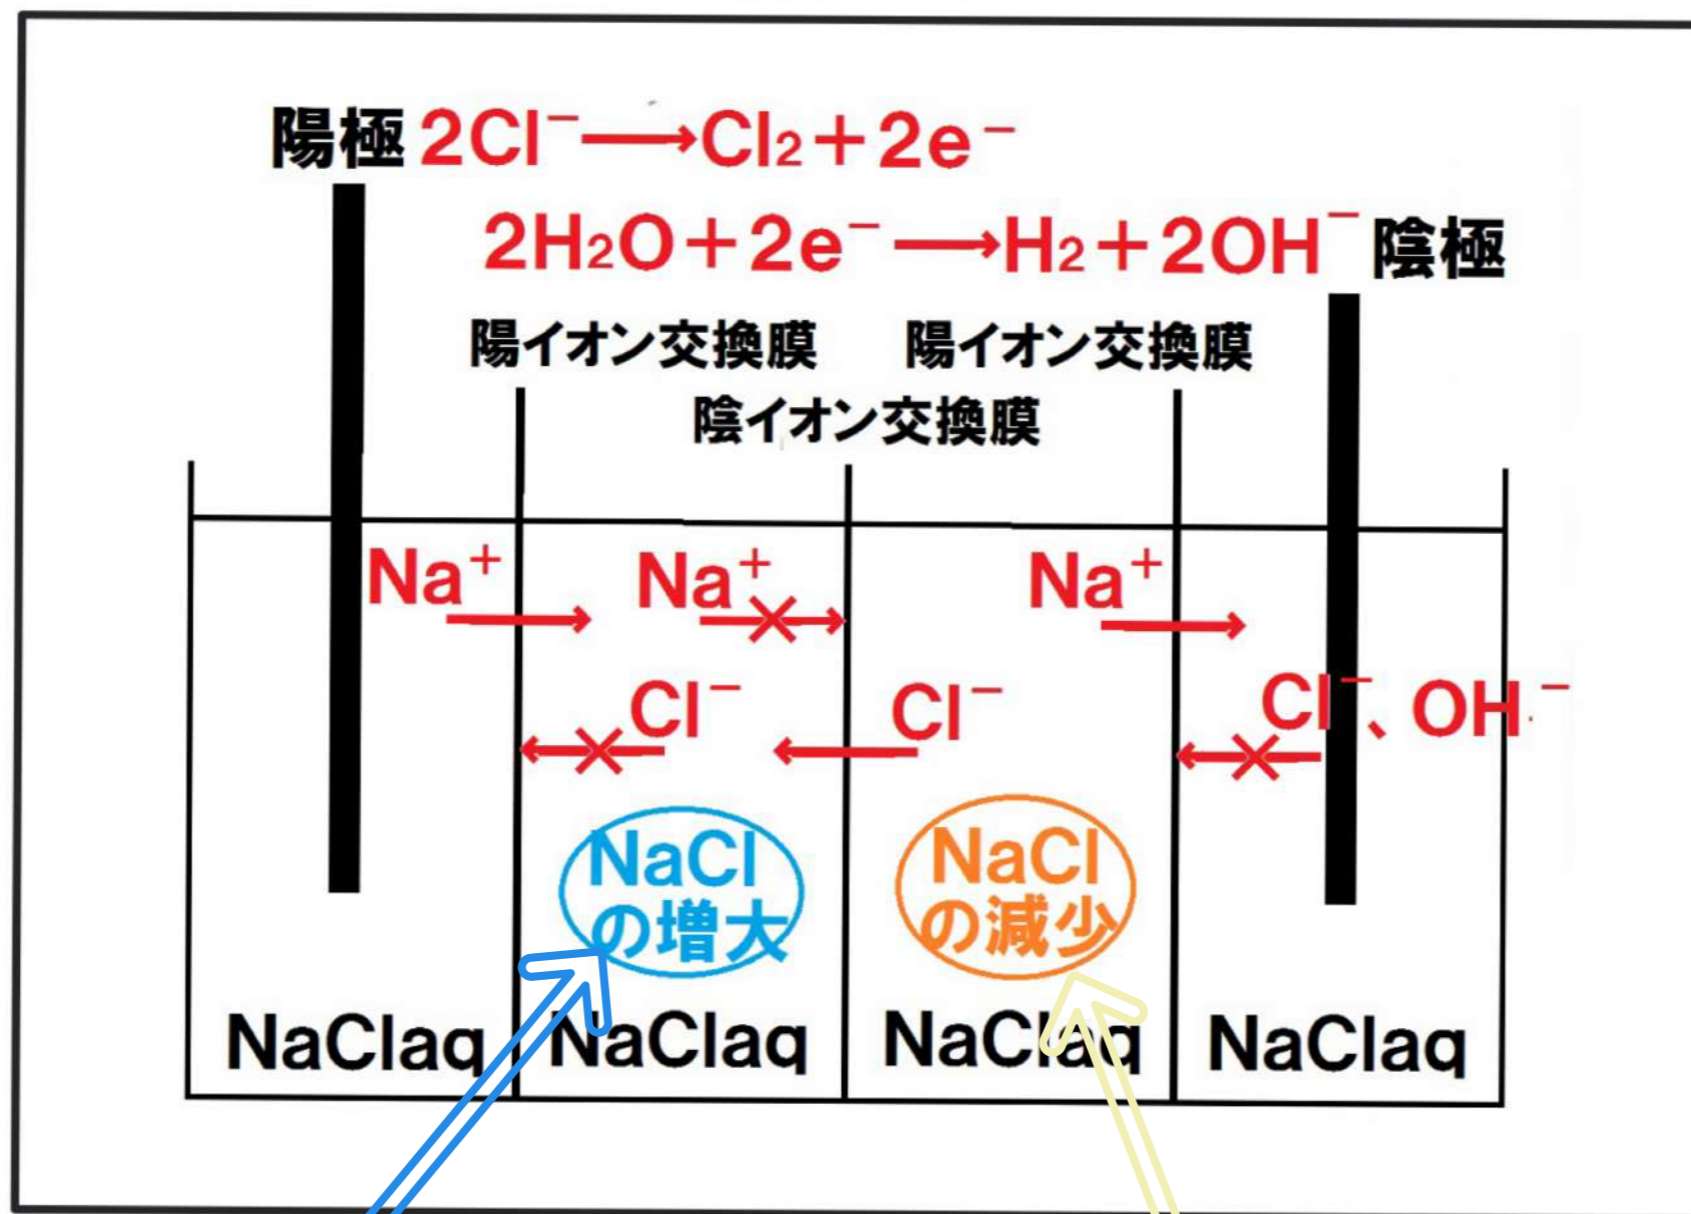 陽極 2Cl⁻→Cl₂+2e⁻
2H₂O+2e⁻→H₂+2OH⁻ 陰極
陽イオン交換膜 陽イオン交換膜
陰イオン交換膜
Na⁺ Na⁺ Na⁺
Cl⁻ Cl⁻ Cl⁻、OH⁻
NaCl NaCl
の増大 の減少
NaClaq NaClaq NaClaq NaClaq